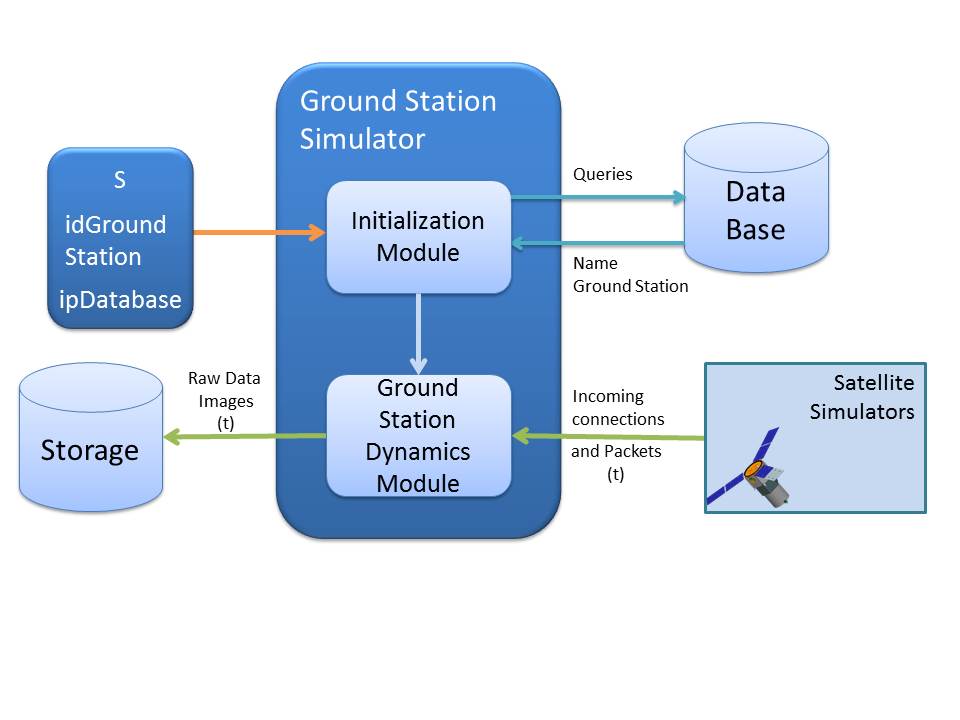 Ground Station
Simulator
S
idGround
Station
ipDatabase
Initialization
Module
Queries
Data
Base
Name
Ground Station
Storage
Raw Data
Images
(t)
Ground
Station
Dynamics
Module
Incoming
connections
and Packets
(t)
Satellite
Simulators